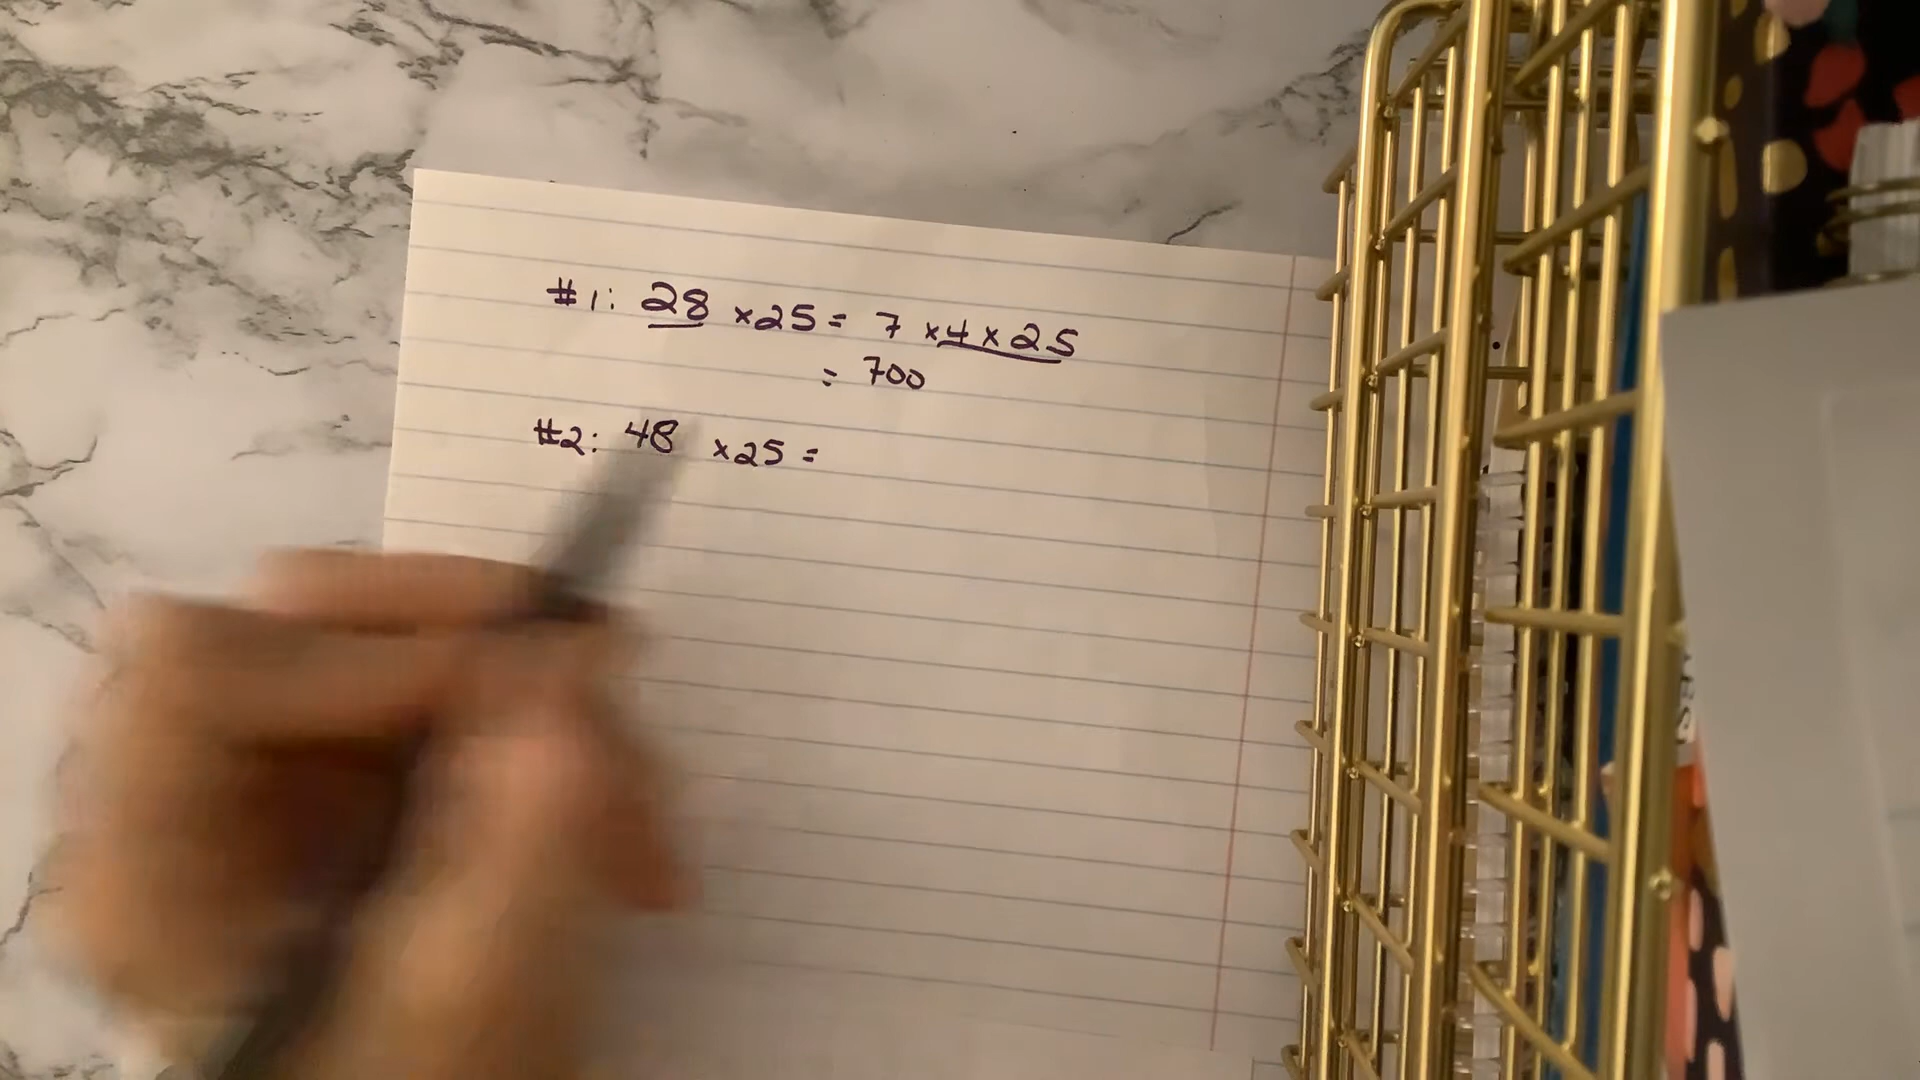 #1: 28 ×25 = 7 ×4 × 25
= 700
#2: 48 ×25 =